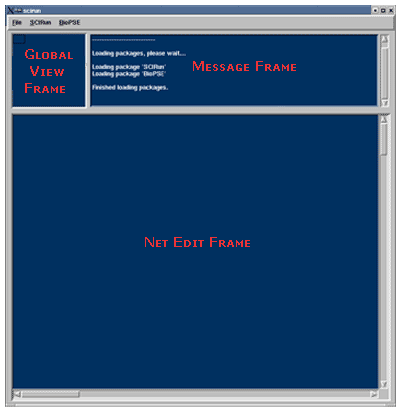 scirun
File SCIRun BioPSE
Loading packages, please wait...
Loading package 'SCIRun'
Loading package 'BioPSE'
Finished loading packages.
Global
View
Frame
Message Frame
Net Edit Frame